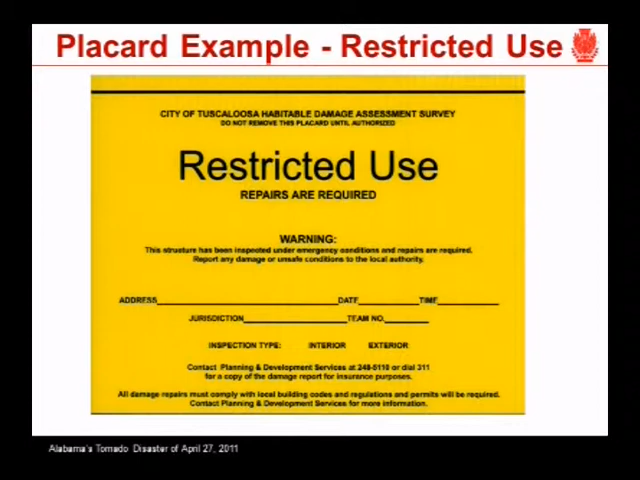 Placard Example - Restricted Use
CITY OF TUSCALOOSA HABITABLE DAMAGE ASSESSMENT SURVEY
DO NOT REMOVE THIS PLACARD UNTIL AUTHORIZED
Restricted Use
REPAIRS ARE REQUIRED
WARNING:
This structure has been inspected under emergency conditions and repairs are required.
Report any damage or unsafe conditions to the local authority.
ADDRESS DATE TIME
JURISDICTION TEAM NO.
INSPECTION TYPE: INTERIOR EXTERIOR
Contact Planning & Development Services at 248-5110 or dial 311
for a copy of the damage report for insurance purposes.
All damage repairs must comply with local building codes and regulations and permits will be required.
Contact Planning & Development Services for more information.
Alabama's Tornado Disaster of April 27, 2011